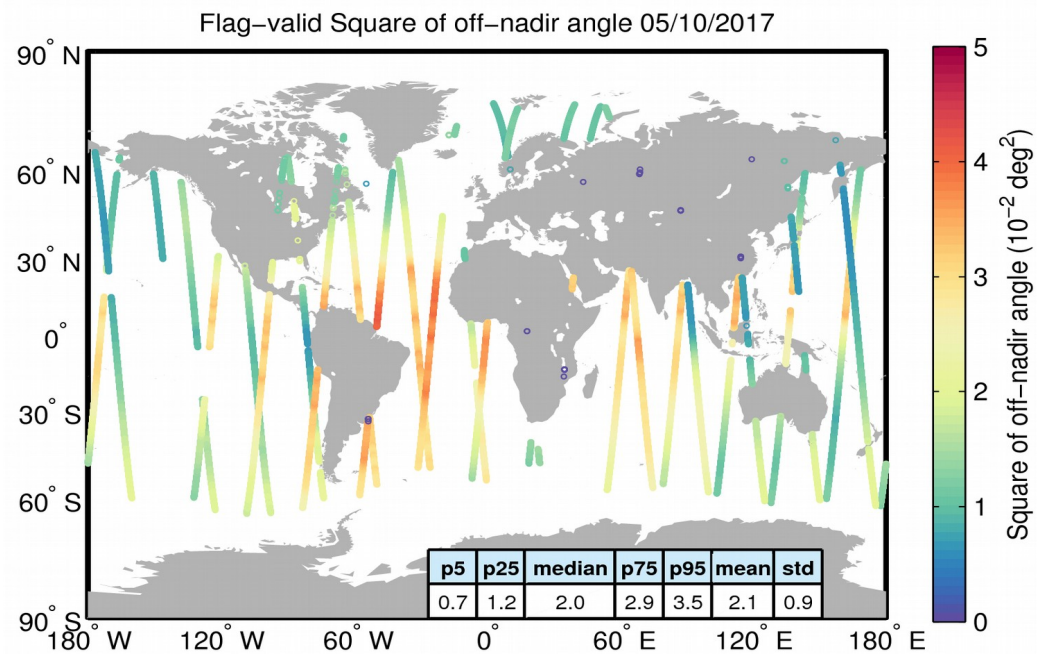 Flag−valid Square of off−nadir angle 05/10/2017
90° N
60° N
30° N
0°
30° S
60° S
90° S
180° W
120° W
60° W
0°
60° E
120° E
180° E
p5 p25 median p75 p95 mean std
0.7 1.2 2.0 2.9 3.5 2.1 0.9
5
4
3
2
1
0
Square of off−nadir angle (10⁻² deg²)